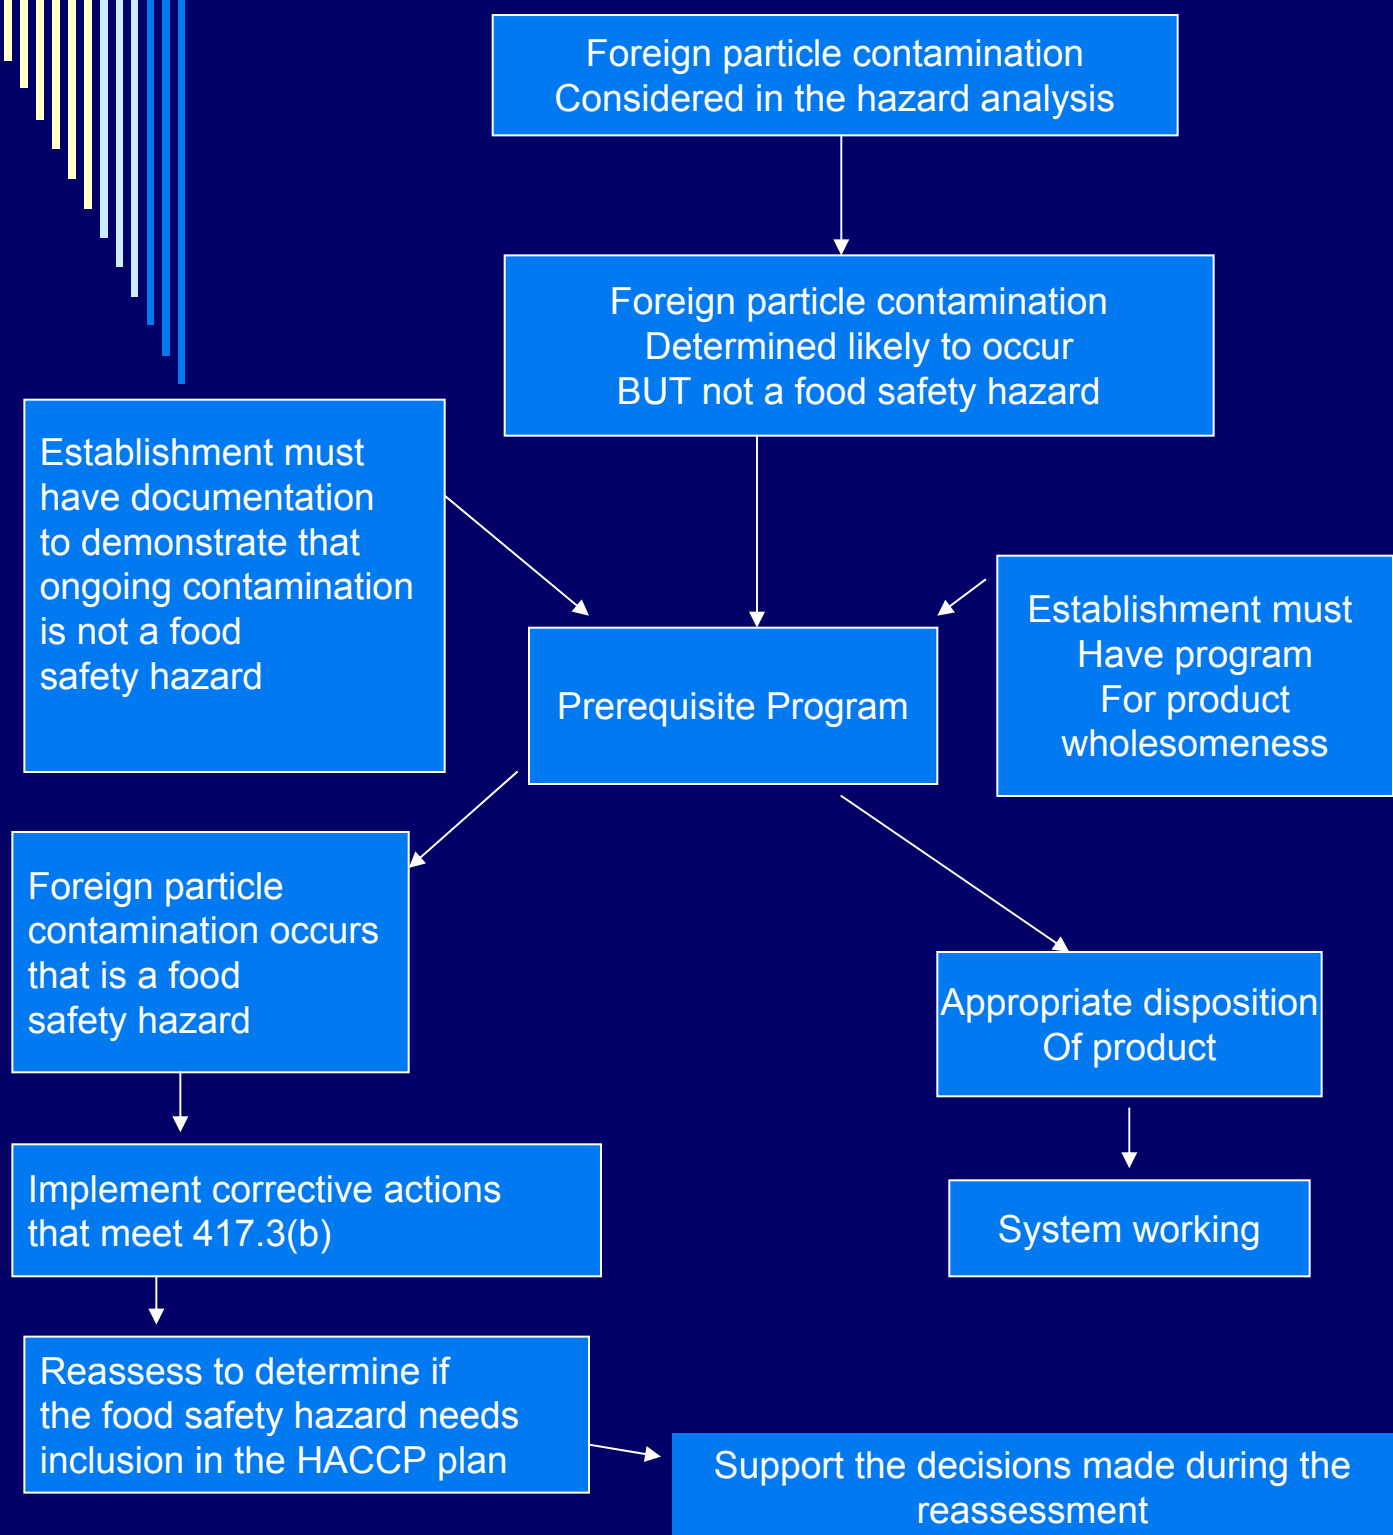 Foreign particle contamination
Considered in the hazard analysis
Foreign particle contamination
Determined likely to occur
BUT not a food safety hazard
Establishment must
have documentation
to demonstrate that
ongoing contamination
is not a food
safety hazard
Establishment must
Have program
For product
wholesomeness
Prerequisite Program
Foreign particle
contamination occurs
that is a food
safety hazard
Appropriate disposition
Of product
Implement corrective actions
that meet 417.3(b)
System working
Reassess to determine if
the food safety hazard needs
inclusion in the HACCP plan
Support the decisions made during the
reassessment